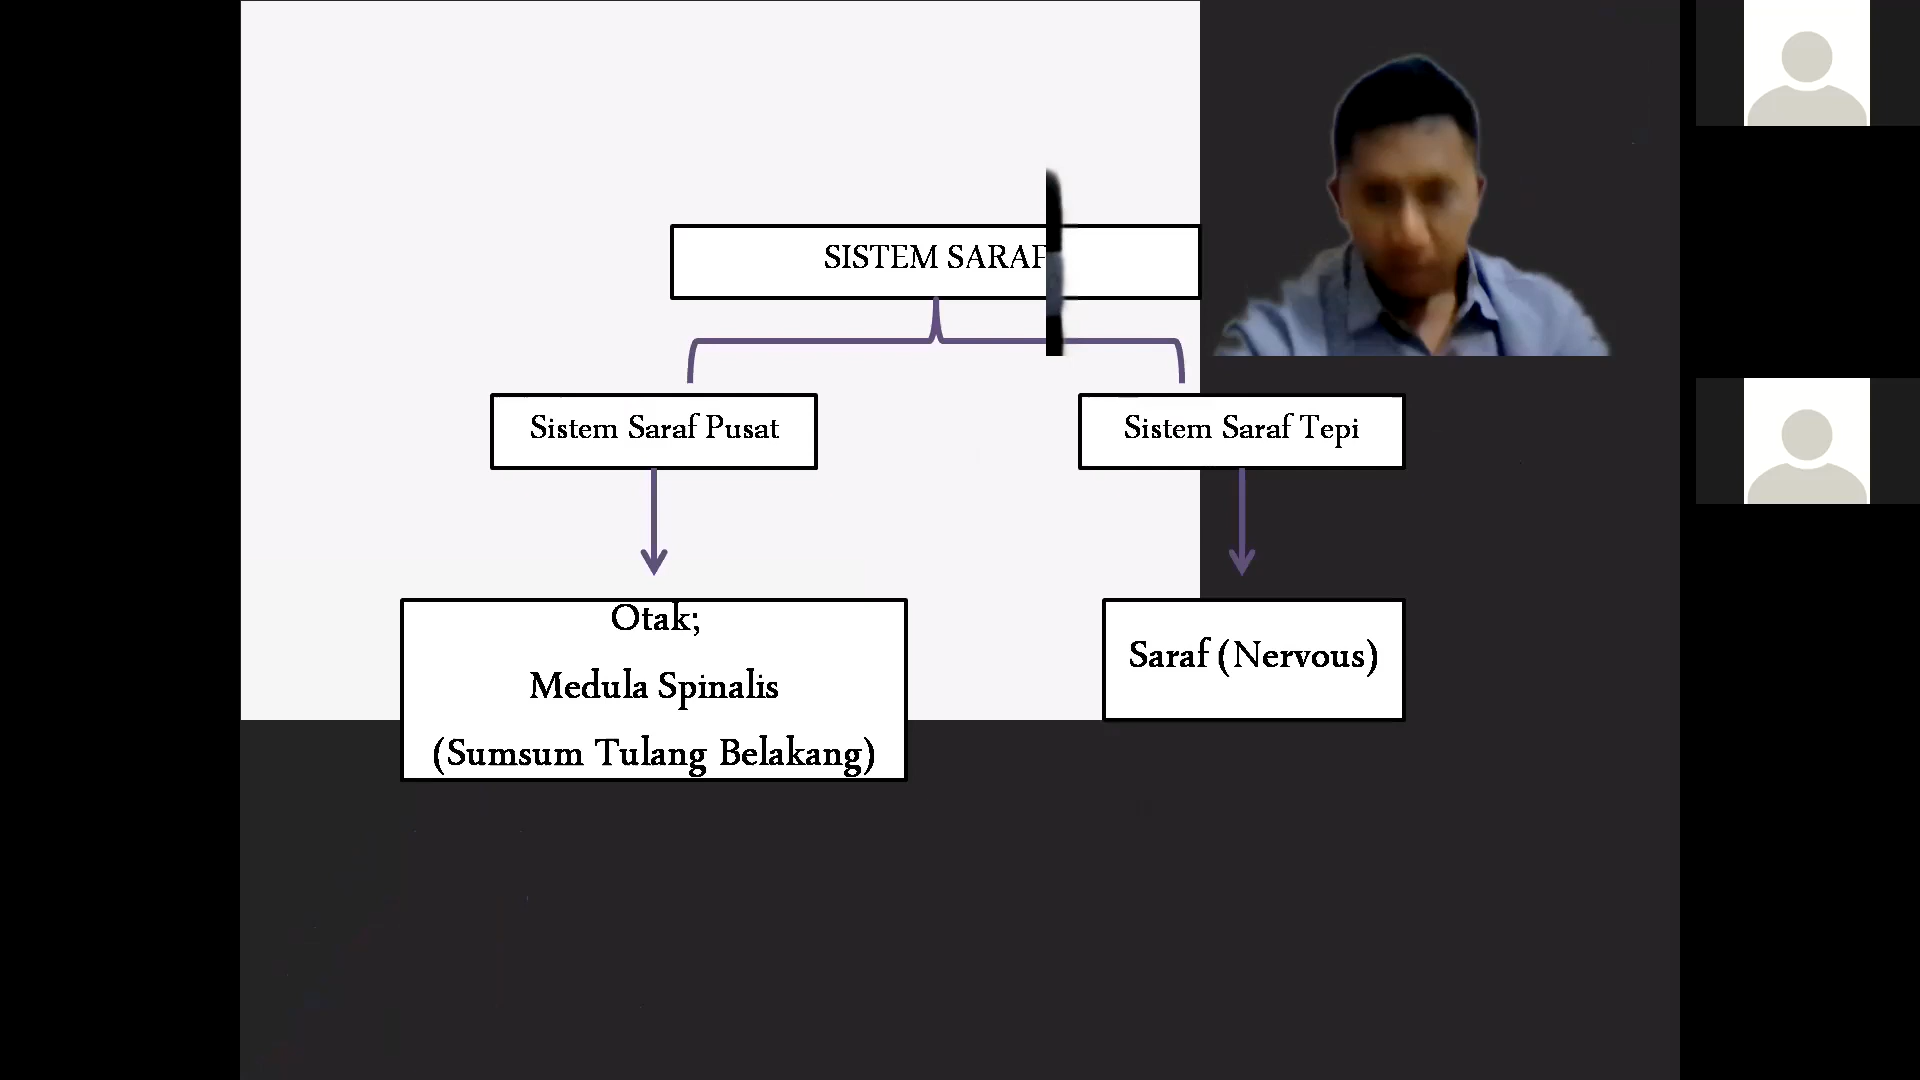 SISTEM SARAF
Sistem Saraf Pusat
Sistem Saraf Tepi
Otak;
Medula Spinalis
(Sumsum Tulang Belakang)
Saraf (Nervous)